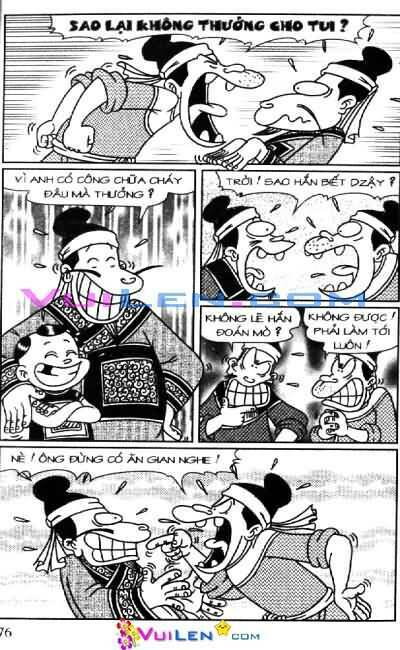 SAO LẠI KHÔNG THƯỞNG CHO TUI ?
VÌ ANH CÓ CÔNG CHỮA CHÁY
ĐÂU MÀ THƯỞNG ?
TRỜI ! SAO HẮN BIẾT DZẬY ?
VUILEN.COM
KHÔNG LẼ HẮN
ĐOÁN MÒ ?
KHÔNG ĐƯỢC !
PHẢI LÀM TỚI
LUÔN !
NÈ ! ÔNG ĐỪNG CÓ ĂN GIAN NGHE !
76
VUILEN.COM